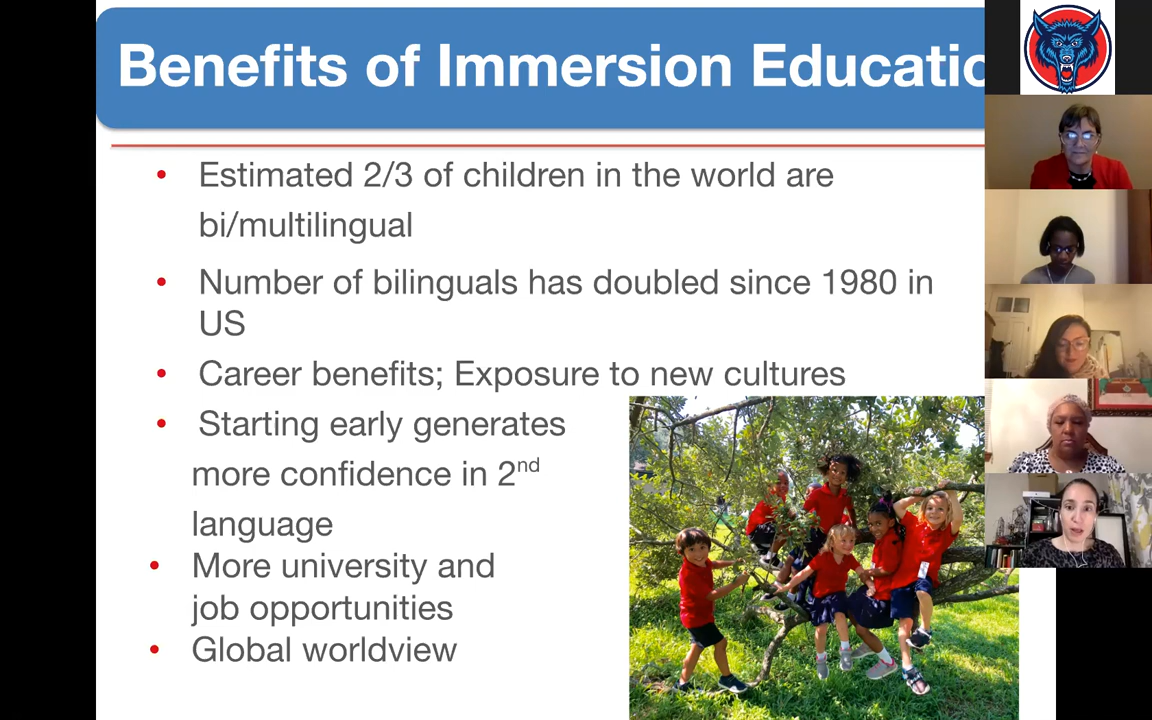 Benefits of Immersion Educatio
• Estimated 2/3 of children in the world are
bi/multilingual
• Number of bilinguals has doubled since 1980 in
US
• Career benefits; Exposure to new cultures
• Starting early generates
more confidence in 2nd
language
• More university and
job opportunities
• Global worldview